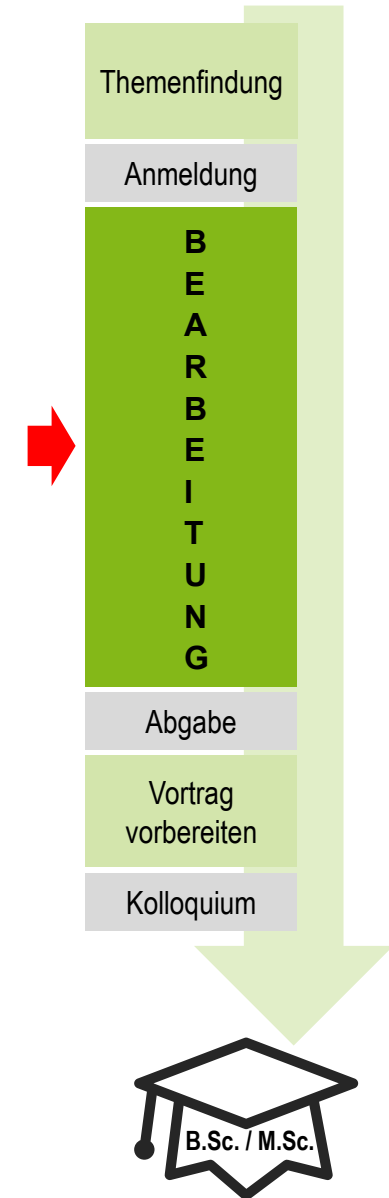 Themenfindung
Anmeldung
B
E
A
R
B
E
I
T
U
N
G
Abgabe
Vortrag
vorbereiten
Kolloquium
B.Sc. / M.Sc.